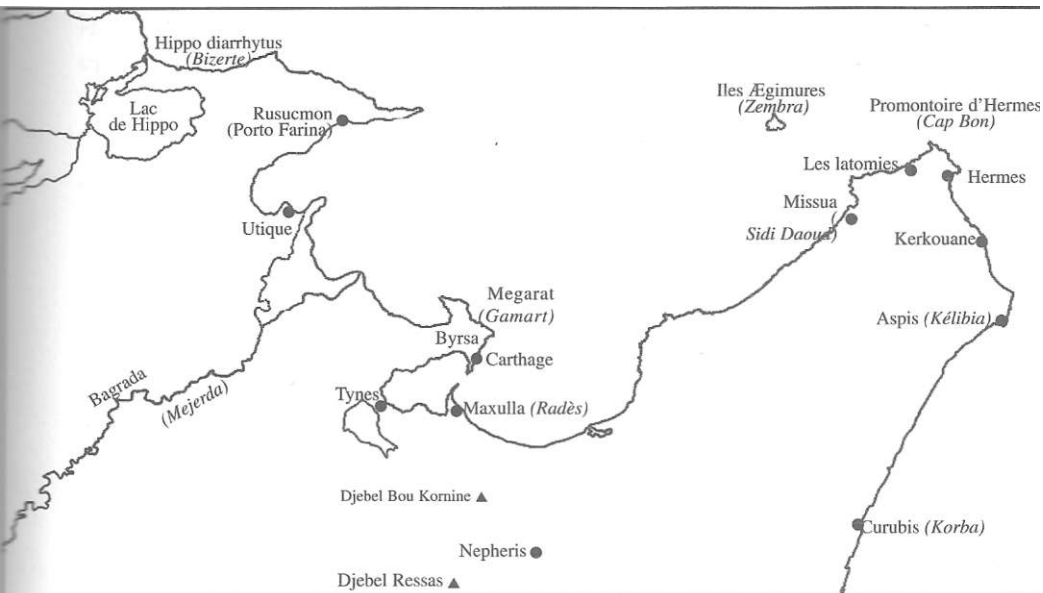 Hippo diarrhytus
(Bizerte)
Lac
de Hippo
Rusucmon
(Porto Farina)
Iles Ægimures
(Zembra)
Promontoire d'Hermes
(Cap Bon)
Les latomies
Hermes
Missua
(
Sidi Daoud)
Utique
Kerkouane
Megarat
(Gamart)
Aspis (Kélibia)
Byrsa
Carthage
Bagrada
(Mejerda)
Tynes
Maxulla (Radès)
Djebel Bou Kornine
Curubis (Korba)
Nepheris
Djebel Ressas